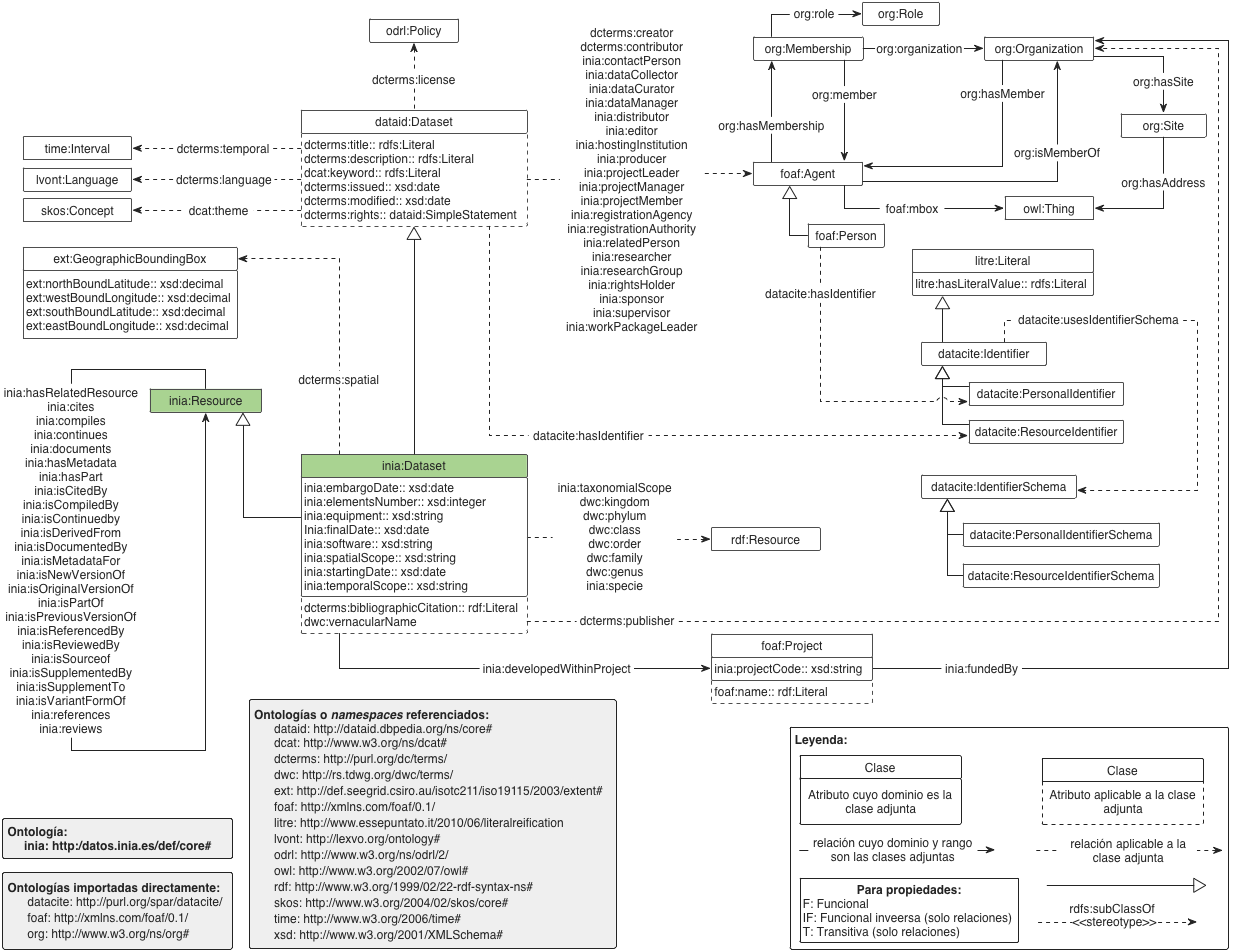 odrl:Policy
dcterms:license
dataid:Dataset
dcterms:title:: rdfs:Literal
dcterms:description:: rdfs:Literal
dcat:keyword:: rdfs:Literal
dcterms:issued:: xsd:date
dcterms:modified:: xsd:date
dcterms:rights:: dataid:SimpleStatement
time:Interval
dcterms:temporal
lvont:Language
dcterms:language
skos:Concept
dcat:theme
dcterms:creator
dcterms:contributor
inia:contactPerson
inia:dataCollector
inia:dataCurator
inia:dataManager
inia:distributor
inia:editor
inia:hostingInstitution
inia:producer
inia:projectLeader
inia:projectManager
inia:projectMember
inia:registrationAgency
inia:registrationAuthority
inia:relatedPerson
inia:researcher
inia:researchGroup
inia:rightsHolder
inia:sponsor
inia:supervisor
inia:workPackageLeader
org:role
org:Role
org:Membership
org:organization
org:Organization
org:hasMembership
org:member
org:hasMember
org:isMemberOf
org:hasSite
org:Site
org:hasAddress
foaf:Agent
foaf:mbox
owl:Thing
foaf:Person
datacite:hasIdentifier
litre:Literal
litre:hasLiteralValue:: rdfs:Literal
datacite:usesIdentifierSchema
datacite:Identifier
datacite:PersonalIdentifier
datacite:ResourceIdentifier
ext:GeographicBoundingBox
ext:northBoundLatitude:: xsd:decimal
ext:westBoundLongitude:: xsd:decimal
ext:southBoundLatitude:: xsd:decimal
ext:eastBoundLongitude:: xsd:decimal
dcterms:spatial
datacite:hasIdentifier
inia:Resource
inia:hasRelatedResource
inia:cites
inia:compiles
inia:continues
inia:documents
inia:hasMetadata
inia:hasPart
inia:isCitedBy
inia:isCompiledBy
inia:isContinuedby
inia:isDerivedFrom
inia:isDocumentedBy
inia:isMetadataFor
inia:isNewVersionOf
inia:isOriginalVersionOf
inia:isPartOf
inia:isPreviousVersionOf
inia:isReferencedBy
inia:isReviewedBy
inia:isSourceof
inia:isSupplementedBy
inia:isSupplementTo
inia:isVariantFormOf
inia:references
inia:reviews
inia:Dataset
inia:embargoDate:: xsd:date
inia:elementsNumber:: xsd:integer
inia:equipment:: xsd:string
Inia:finalDate:: xsd:date
inia:software:: xsd:string
inia:spatialScope:: xsd:string
inia:startingDate:: xsd:date
inia:temporalScope:: xsd:string
dcterms:bibliographicCitation:: rdf:Literal
dwc:vernacularName
inia:taxonomialScope
dwc:kingdom
dwc:phylum
dwc:class
dwc:order
dwc:family
dwc:genus
inia:specie
rdf:Resource
datacite:IdentifierSchema
datacite:PersonalIdentifierSchema
datacite:ResourceIdentifierSchema
dcterms:publisher
inia:developedWithinProject
foaf:Project
inia:projectCode:: xsd:string
foaf:name:: rdf:Literal
inia:fundedBy
Ontología:
inia: http:/datos.inia.es/def/core#
Ontologías importadas directamente:
datacite: http://purl.org/spar/datacite/
foaf: http://xmlns.com/foaf/0.1/
org: http://www.w3.org/ns/org#
Ontologías o namespaces referenciados:
dataid: http://dataid.dbpedia.org/ns/core#
dcat: http://www.w3.org/ns/dcat#
dcterms: http://purl.org/dc/terms/
dwc: http://rs.tdwg.org/dwc/terms/
ext: http://def.seegrid.csiro.au/isotc211/iso19115/2003/extent#
foaf: http://xmlns.com/foaf/0.1/
litre: http://www.essepuntato.it/2010/06/literalreification
lvont: http://lexvo.org/ontology#
odrl: http://www.w3.org/ns/odrl/2/
owl: http://www.w3.org/2002/07/owl#
rdf: http://www.w3.org/1999/02/22-rdf-syntax-ns#
skos: http://www.w3.org/2004/02/skos/core#
time: http://www.w3.org/2006/time#
xsd: http://www.w3.org/2001/XMLSchema#
Leyenda:
Clase
Atributo cuyo dominio es la
clase adjunta
Clase
Atributo aplicable a la clase
adjunta
relación cuyo dominio y rango
son las clases adjuntas
relación aplicable a la
clase adjunta
Para propiedades:
F: Funcional
IF: Funcional inveersa (solo relaciones)
T: Transitiva (solo relaciones)
rdfs:subClassOf
<<stereotype>>